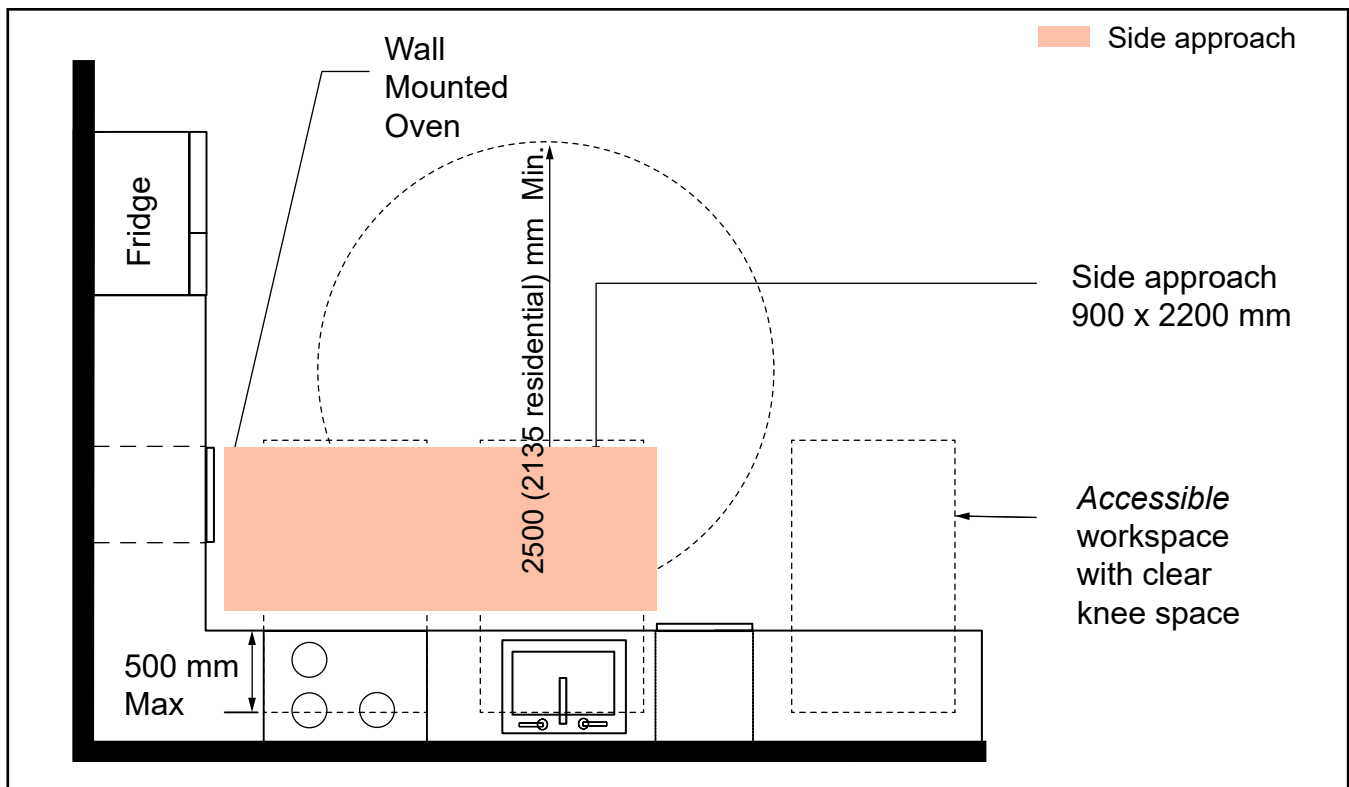 Side approach
Wall
Mounted
Oven
Fridge
2500 (2135 residential) mm Min.
Side approach
900 x 2200 mm
Accessible
workspace
with clear
knee space
500 mm
Max